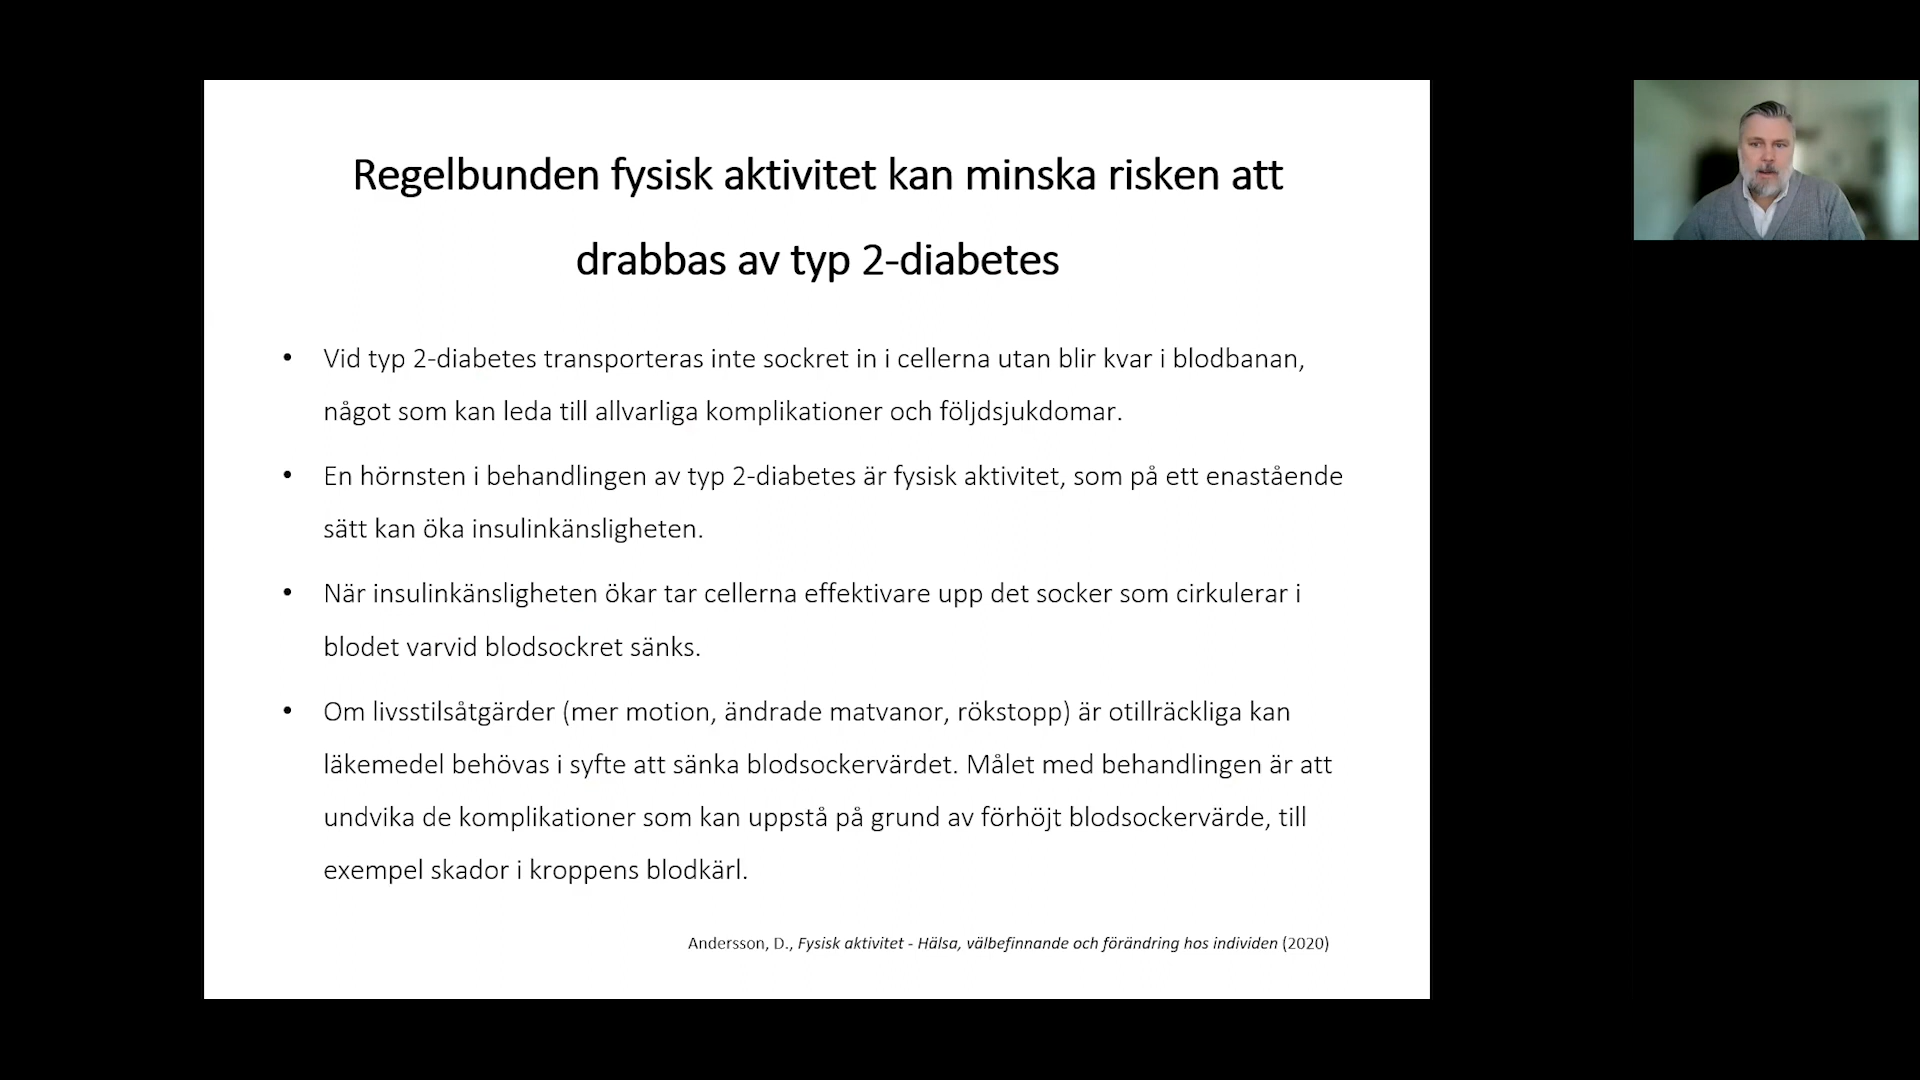 Regelbunden fysisk aktivitet kan minska risken att
drabbas av typ 2-diabetes
• Vid typ 2-diabetes transporteras inte sockret in i cellerna utan blir kvar i blodbanan,
något som kan leda till allvarliga komplikationer och följdsjukdomar.
• En hörnsten i behandlingen av typ 2-diabetes är fysisk aktivitet, som på ett enastående
sätt kan öka insulinkänsligheten.
• När insulinkänsligheten ökar tar cellerna effektivare upp det socker som cirkulerar i
blodet varvid blodsockret sänks.
• Om livsstilsåtgärder (mer motion, ändrade matvanor, rökstopp) är otillräckliga kan
läkemedel behövas i syfte att sänka blodsockervärdet. Målet med behandlingen är att
undvika de komplikationer som kan uppstå på grund av förhöjt blodsockervärde, till
exempel skador i kroppens blodkärl.
Andersson, D., Fysisk aktivitet - Hälsa, välbefinnande och förändring hos individen (2020)